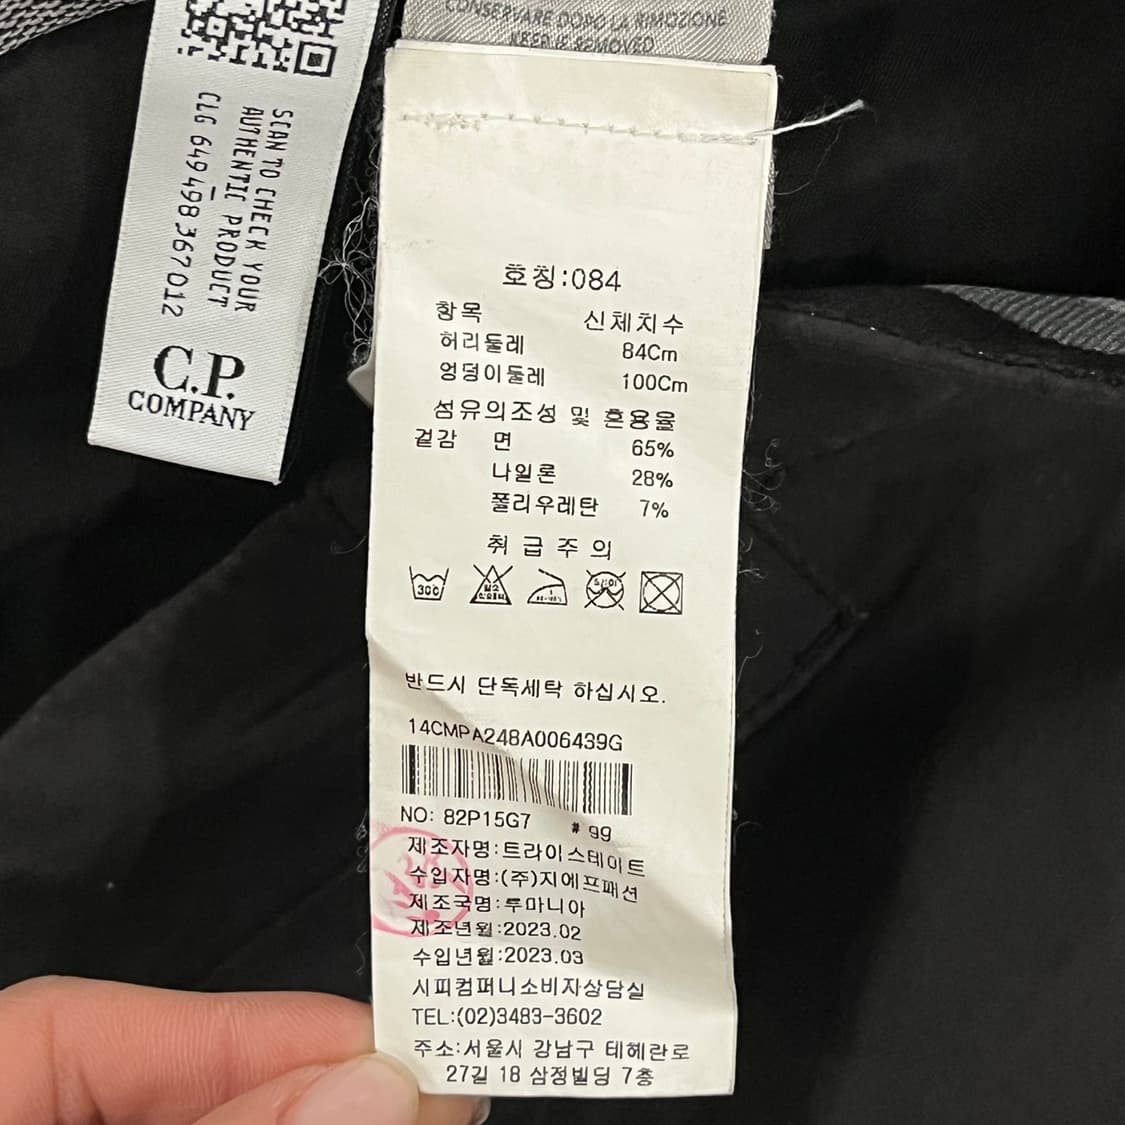 CONSERVARE DOPO LA RIMOZIONE
KEEP IF REMOVED
SCAN TO CHECK YOUR
AUTHENTIC PRODUCT
CLG 649 498 367 012
C.P.
COMPANY
호칭:084
항목 신체치수
허리둘레 84Cm
엉덩이둘레 100Cm
섬유의조성 및 혼용율
겉감 면 65%
나일론 28%
폴리우레탄 7%
취 급 주 의
반드시 단독세탁 하십시오.
14CMPA248A006439G
NO: 82P15G7 # 99
제조자명:트라이스테이트
수입자명:(주)지에프패션
제조국명:루마니아
제조년월:2023.02
수입년월:2023.03
시피컴퍼니소비자상담실
TEL:(02)3483-3602
주소:서울시 강남구 테헤란로
27길 18 삼정빌딩 7층